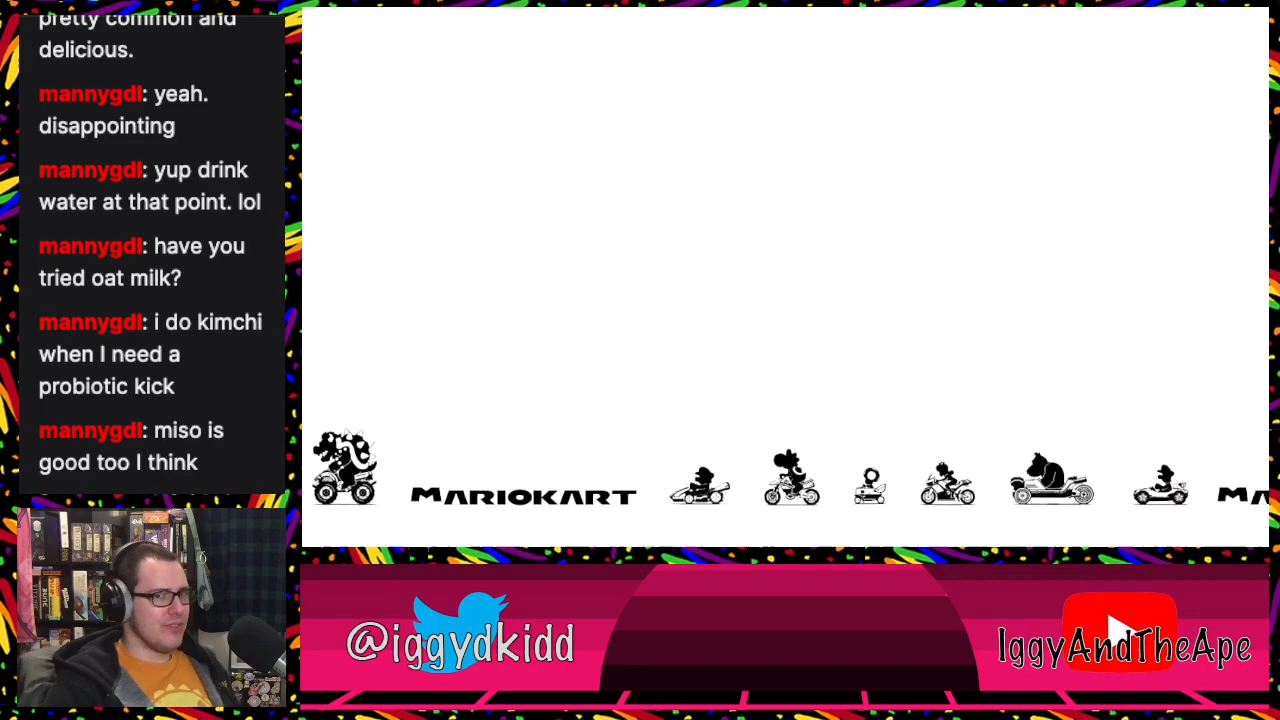 pretty common and
delicious.
mannygdl: yeah.
disappointing
mannygdl: yup drink
water at that point. lol
mannygdl: have you
tried oat milk?
mannygdl: i do kimchi
when I need a
probiotic kick
mannygdl: miso is
good too I think
MARIOKART MA
@iggydkidd
IggyAndTheApe